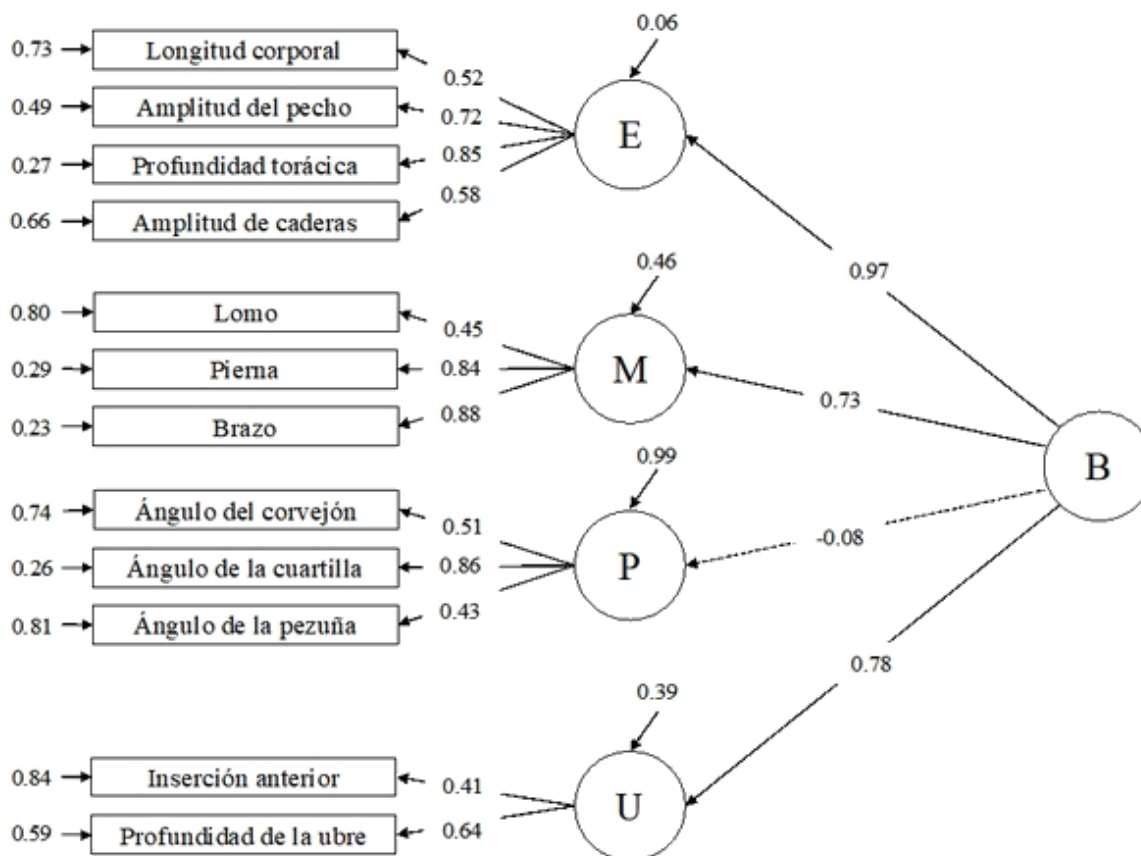 0.06
0.73
Longitud corporal
0.52
0.49
Amplitud del pecho
0.72
E
0.27
Profundidad torácica
0.85
0.66
Amplitud de caderas
0.58
0.97
0.46
0.80
Lomo
0.45
0.29
Pierna
0.84
M
0.73
0.23
Brazo
0.88
B
0.99
0.74
Ángulo del corvejón
0.51
-0.08
0.26
Ángulo de la cuartilla
0.86
P
0.81
Ángulo de la pezuña
0.43
0.78
0.39
0.84
Inserción anterior
0.41
U
0.59
Profundidad de la ubre
0.64